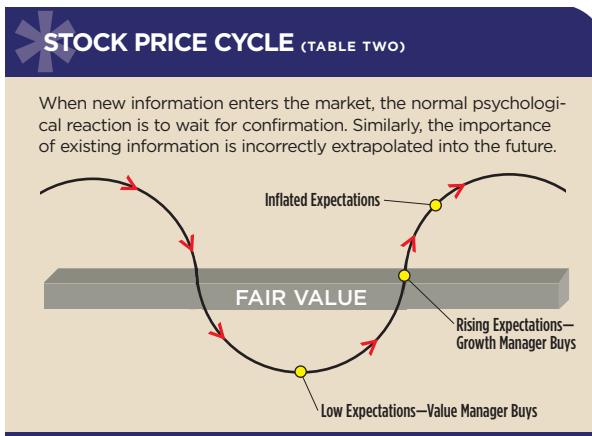 STOCK PRICE CYCLE (TABLE TWO)
When new information enters the market, the normal psychologi-
cal reaction is to wait for confirmation. Similarly, the importance
of existing information is incorrectly extrapolated into the future.
Inflated Expectations
FAIR VALUE
Rising Expectations—
Growth Manager Buys
Low Expectations—Value Manager Buys